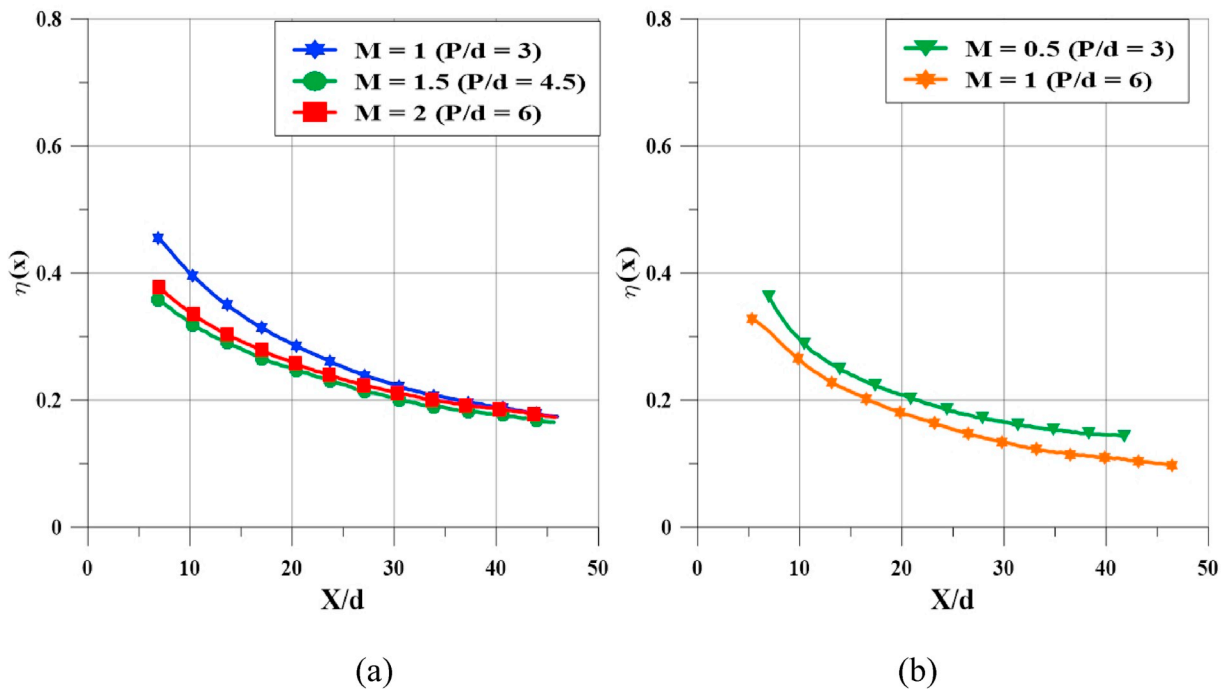 M = 1 (P/d = 3)
M = 1.5 (P/d = 4.5)
M = 2 (P/d = 6)
0.8
0.6
0.4
0.2
0
η(x)
0 10 20 30 40 50
X/d
(a)
M = 0.5 (P/d = 3)
M = 1 (P/d = 6)
0.8
0.6
0.4
0.2
0
η(x)
0 10 20 30 40 50
X/d
(b)